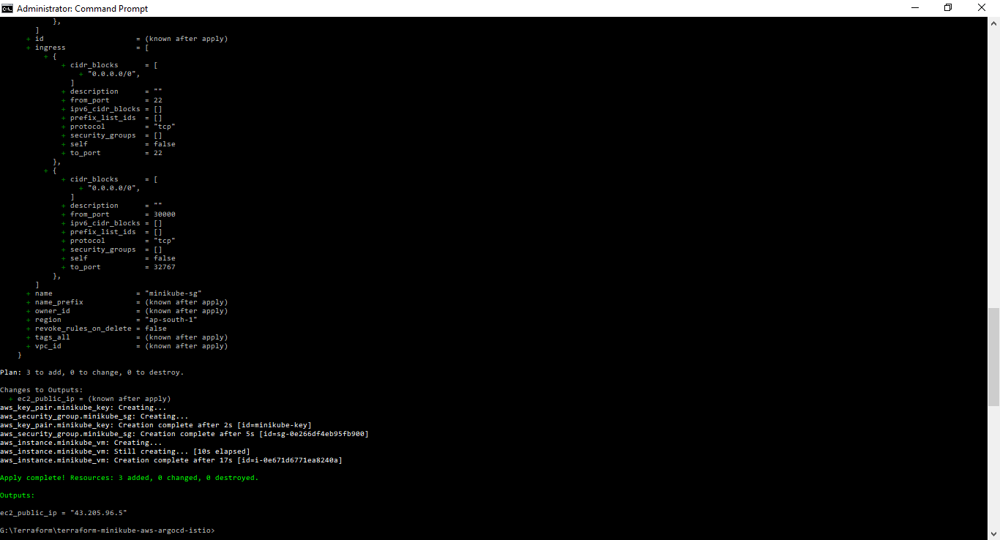 Administrator: Command Prompt
},
]
+ id = (known after apply)
+ ingress = [
+ {
+ cidr_blocks = [
+ "0.0.0.0/0",
]
+ description = ""
+ from_port = 22
+ ipv6_cidr_blocks = []
+ prefix_list_ids = []
+ protocol = "tcp"
+ security_groups = []
+ self = false
+ to_port = 22
},
+ {
+ cidr_blocks = [
+ "0.0.0.0/0",
]
+ description = ""
+ from_port = 30000
+ ipv6_cidr_blocks = []
+ prefix_list_ids = []
+ protocol = "tcp"
+ security_groups = []
+ self = false
+ to_port = 32767
},
]
+ name = "minikube-sg"
+ name_prefix = (known after apply)
+ owner_id = (known after apply)
+ region = "ap-south-1"
+ revoke_rules_on_delete = false
+ tags_all = (known after apply)
+ vpc_id = (known after apply)
}
Plan: 3 to add, 0 to change, 0 to destroy.
Changes to Outputs:
+ ec2_public_ip = (known after apply)
aws_key_pair.minikube_key: Creating...
aws_security_group.minikube_sg: Creating...
aws_key_pair.minikube_key: Creation complete after 2s [id=minikube-key]
aws_security_group.minikube_sg: Creation complete after 5s [id=sg-0e266df4eb95fb900]
aws_instance.minikube_vm: Creating...
aws_instance.minikube_vm: Still creating... [10s elapsed]
aws_instance.minikube_vm: Creation complete after 17s [id=i-0e671d6771ea8240a]
Apply complete! Resources: 3 added, 0 changed, 0 destroyed.
Outputs:
ec2_public_ip = "43.205.96.5"
G:\Terraform\terraform-minikube-aws-argocd-istio>